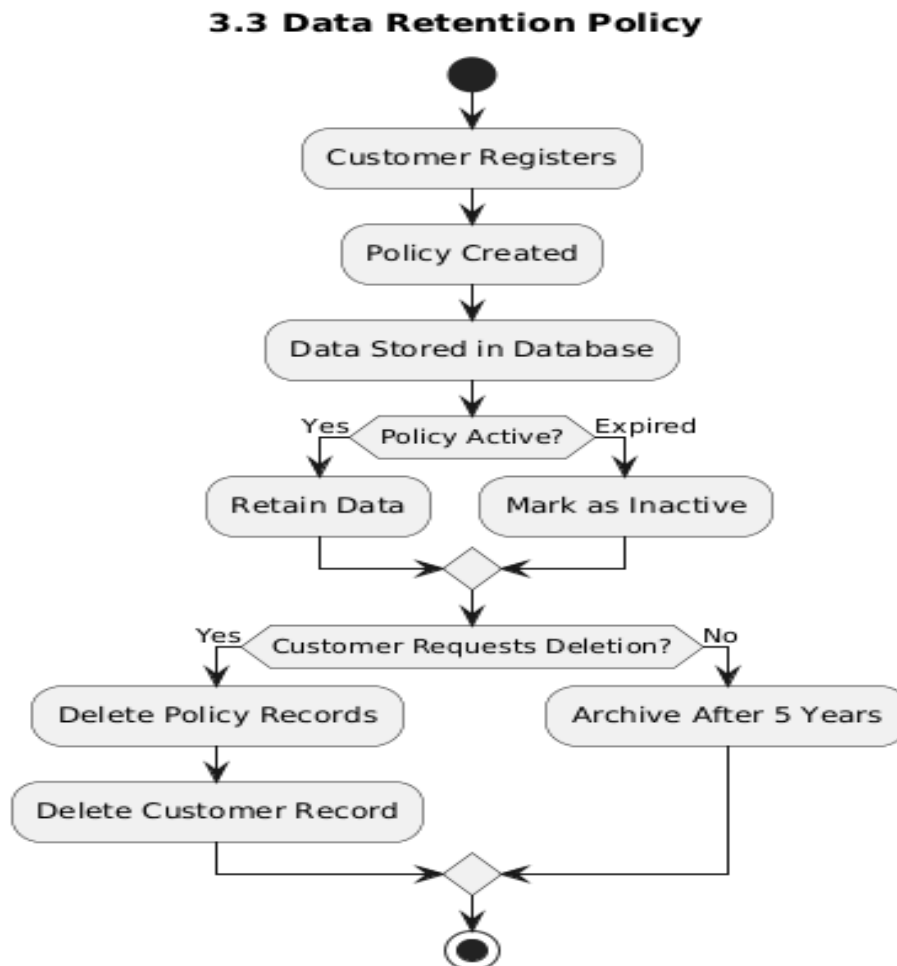 3.3 Data Retention Policy
Customer Registers
Policy Created
Data Stored in Database
Yes
Policy Active?
Expired
Retain Data
Mark as Inactive
Yes
Customer Requests Deletion?
No
Delete Policy Records
Archive After 5 Years
Delete Customer Record